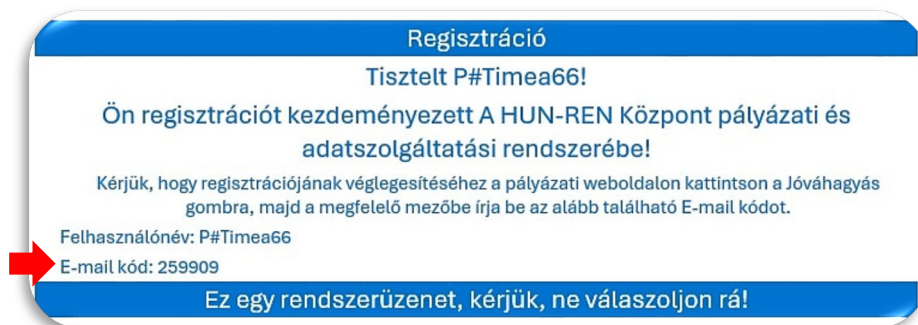 Regisztráció
Tisztelt P#Timea66!
Ön regisztrációt kezdeményezett A HUN-REN Központ pályázati és
adatszolgáltatási rendszerébe!
Kérjük, hogy regisztrációjának véglegesítéséhez a pályázati weboldalon kattintson a Jóváhagyás
gombra, majd a megfelelő mezőbe írja be az alább található E-mail kódot.
Felhasználónév: P#Timea66
E-mail kód: 259909
Ez egy rendszerüzenet, kérjük, ne válaszoljon rá!